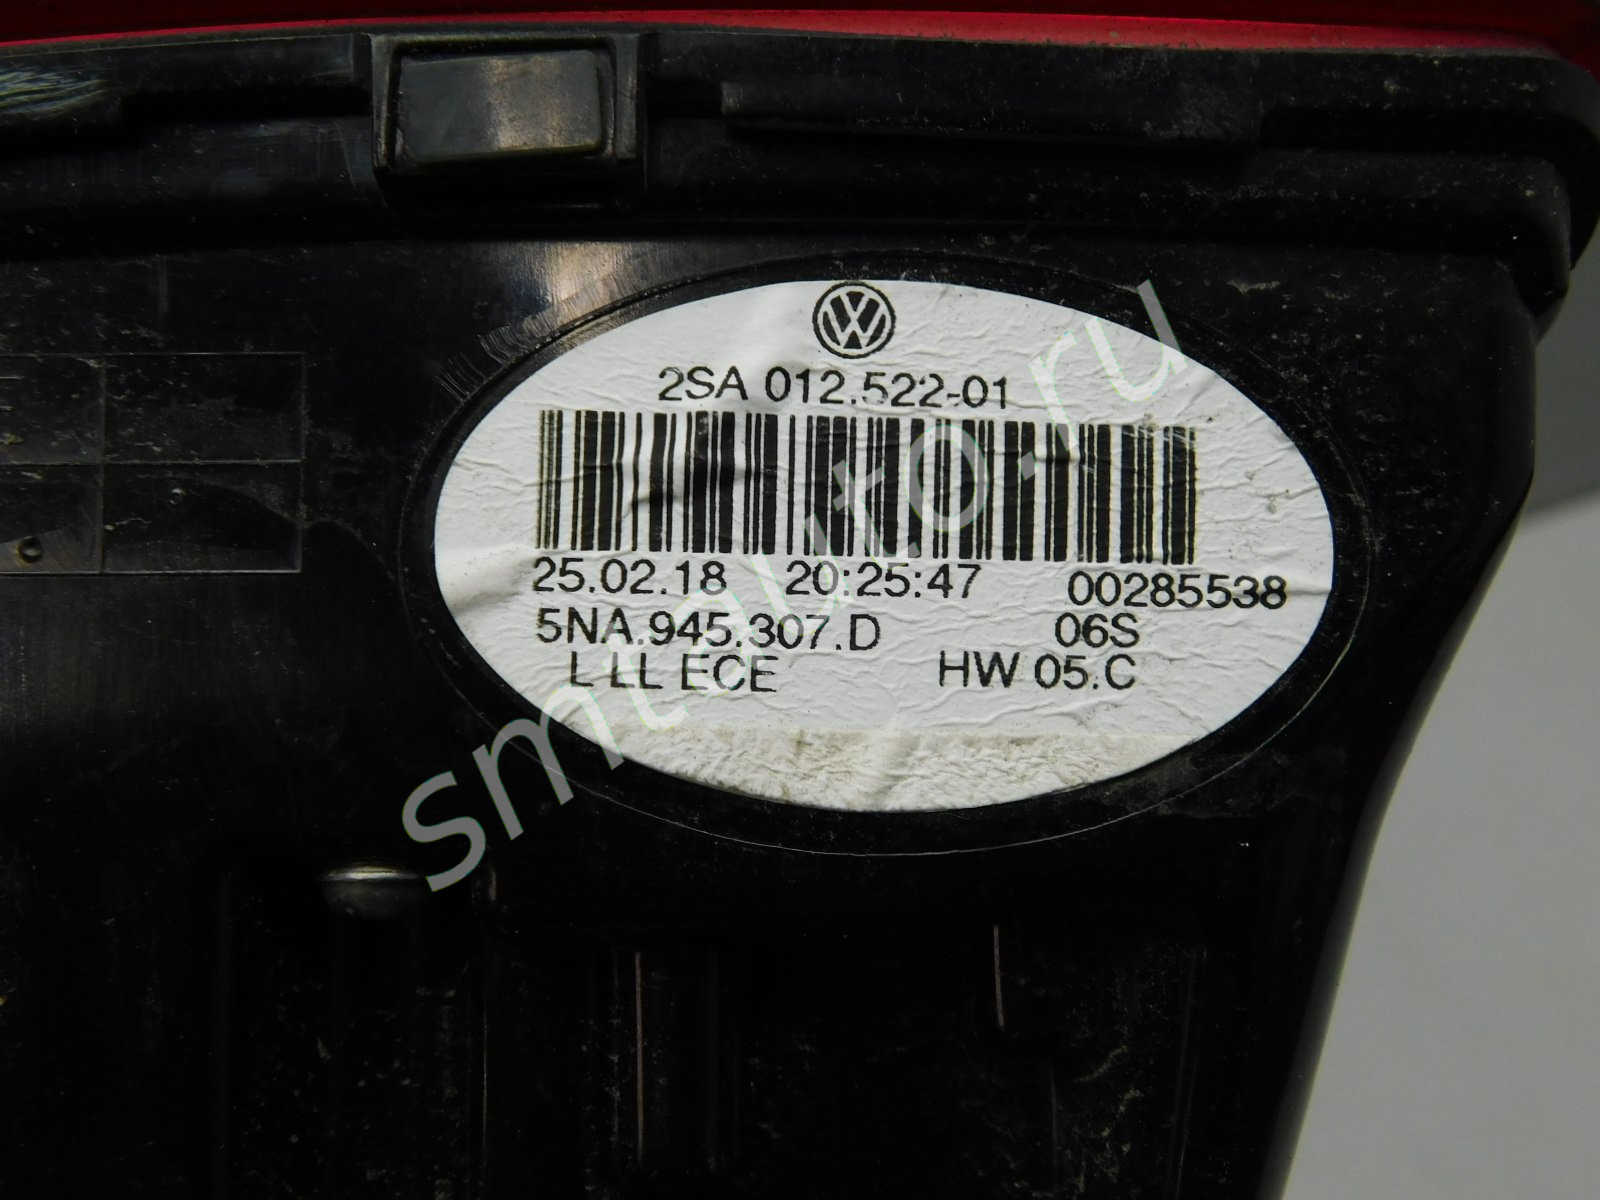 2SA 012.522-01
25.02.18 20:25:47 00285538
5NA.945.307.D 06S
L LL ECE HW 05.C
smtauto.ru